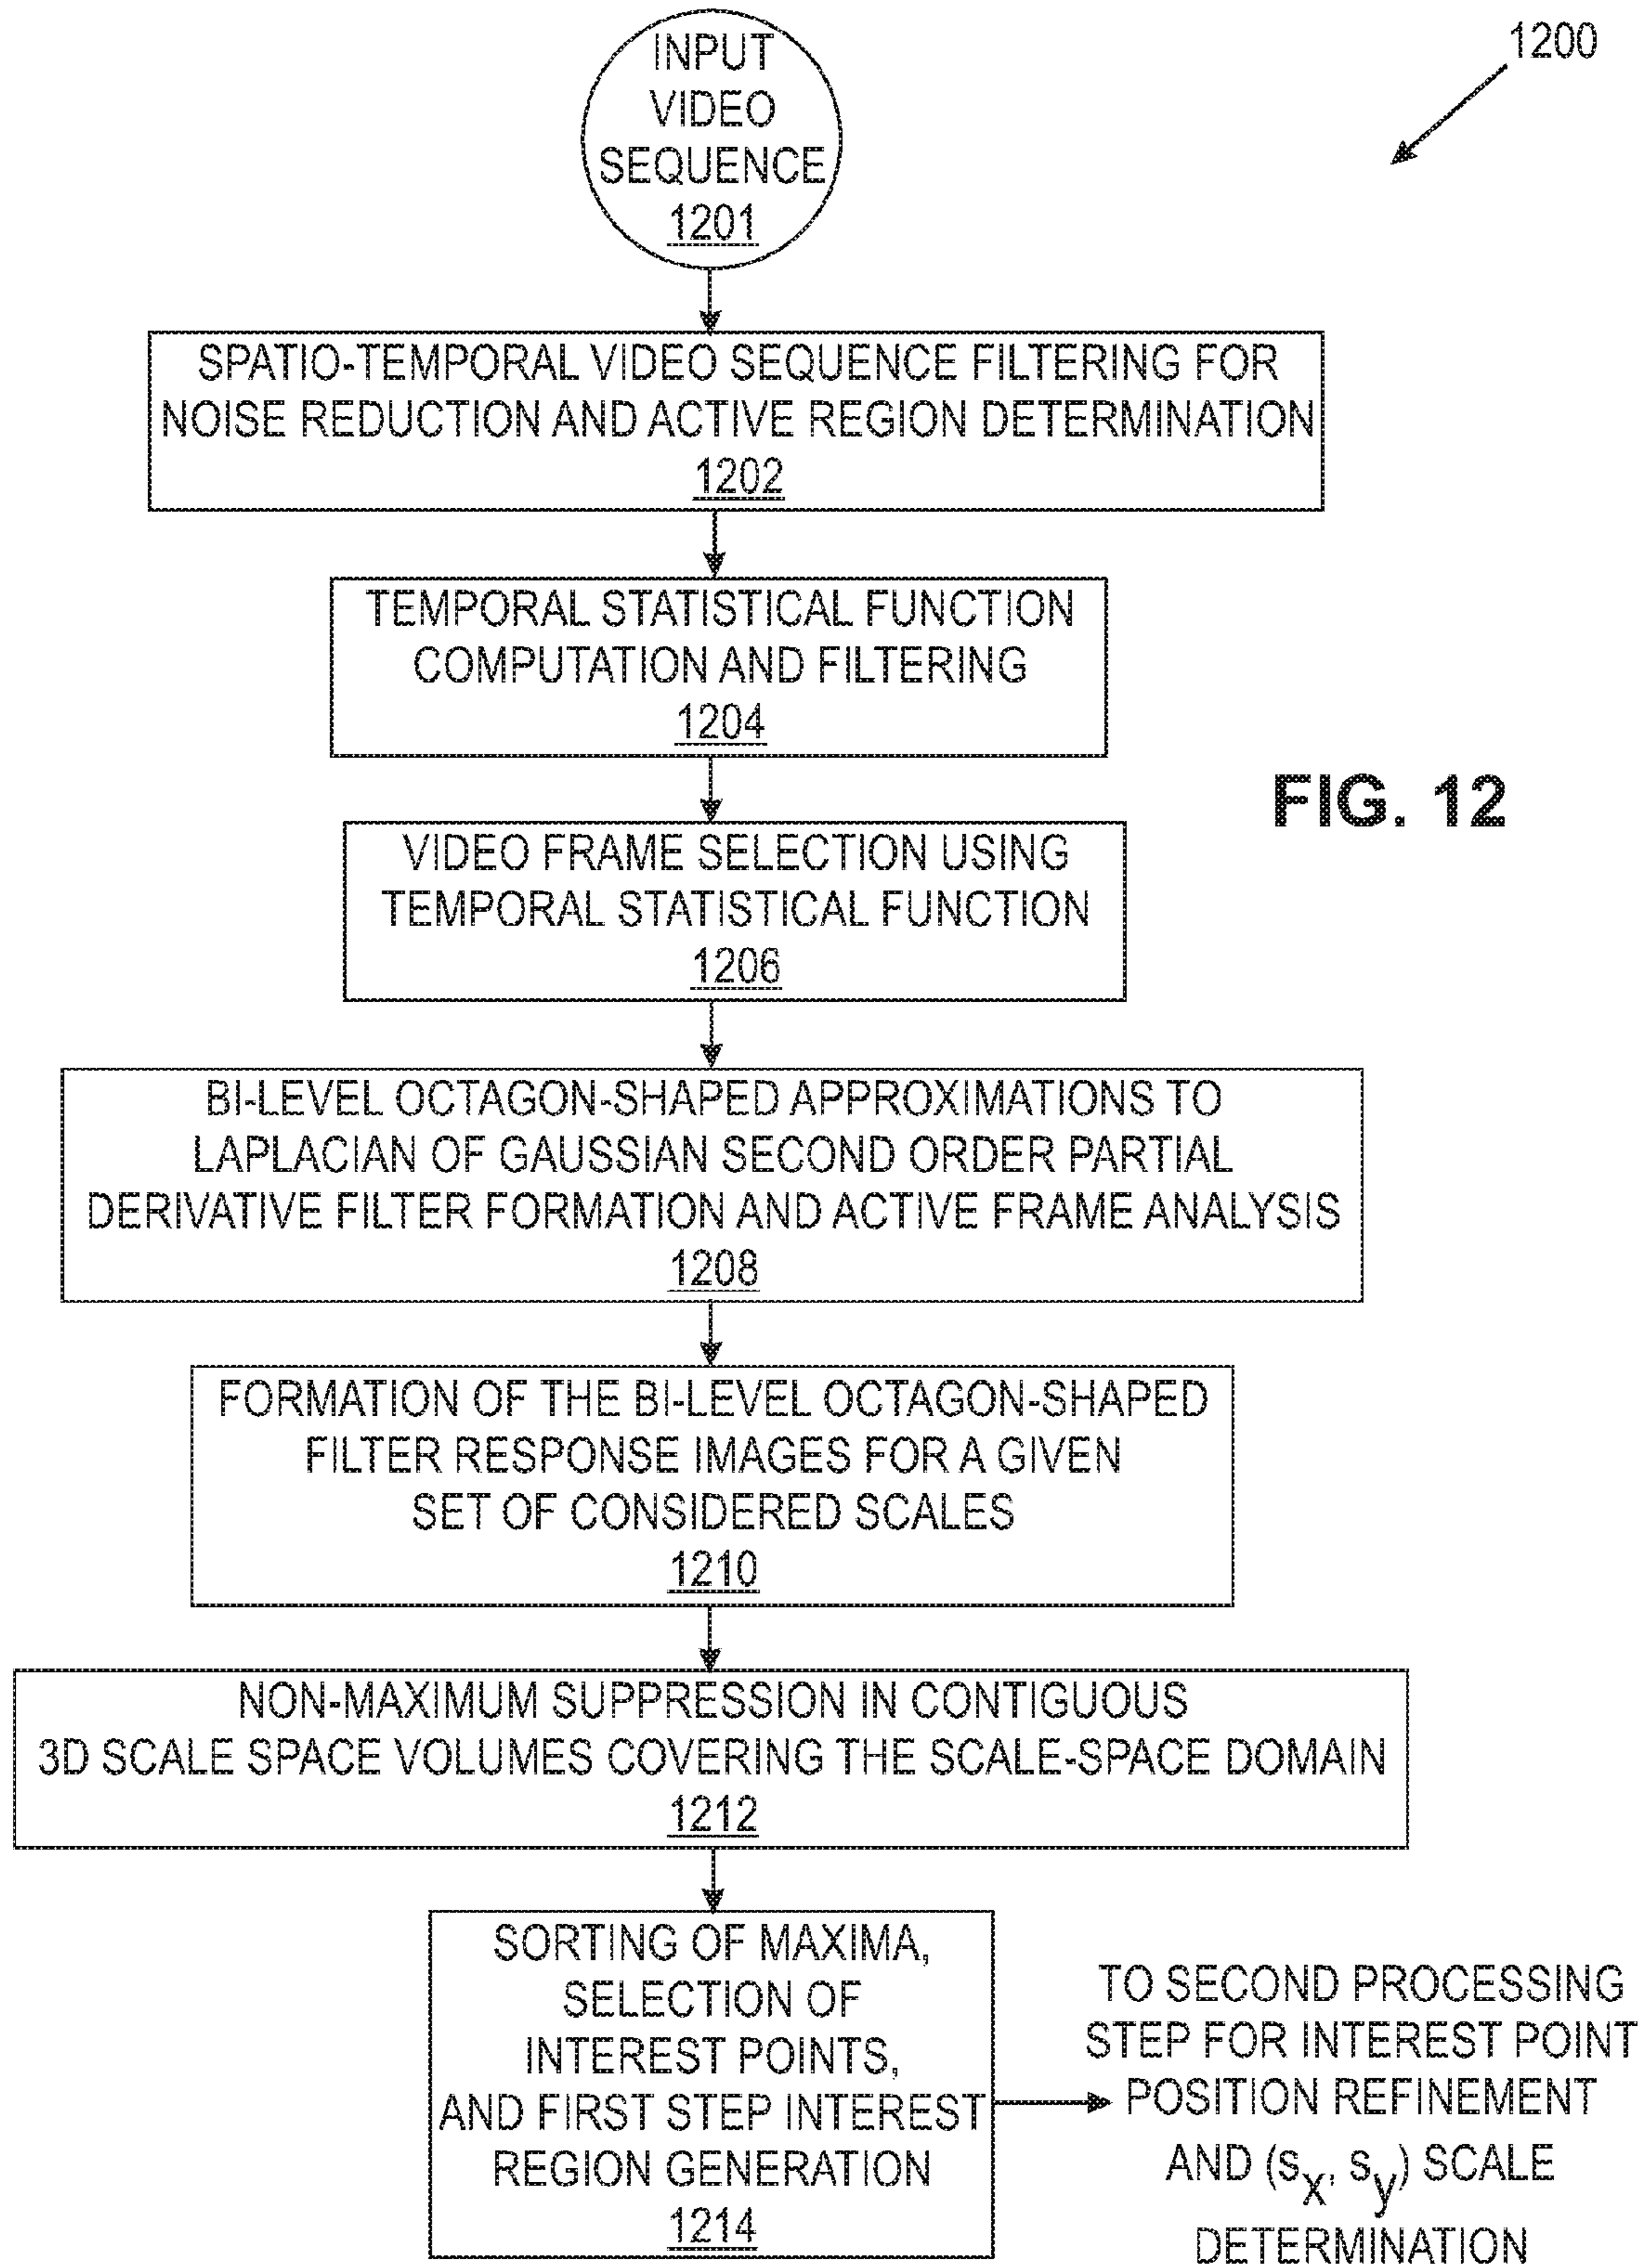 1200
INPUT
VIDEO
SEQUENCE
1201
SPATIO-TEMPORAL VIDEO SEQUENCE FILTERING FOR
NOISE REDUCTION AND ACTIVE REGION DETERMINATION
1202
TEMPORAL STATISTICAL FUNCTION
COMPUTATION AND FILTERING
1204
FIG. 12
VIDEO FRAME SELECTION USING
TEMPORAL STATISTICAL FUNCTION
1206
BI-LEVEL OCTAGON-SHAPED APPROXIMATIONS TO
LAPLACIAN OF GAUSSIAN SECOND ORDER PARTIAL
DERIVATIVE FILTER FORMATION AND ACTIVE FRAME ANALYSIS
1208
FORMATION OF THE BI-LEVEL OCTAGON-SHAPED
FILTER RESPONSE IMAGES FOR A GIVEN
SET OF CONSIDERED SCALES
1210
NON-MAXIMUM SUPPRESSION IN CONTIGUOUS
3D SCALE SPACE VOLUMES COVERING THE SCALE-SPACE DOMAIN
1212
SORTING OF MAXIMA,
SELECTION OF
INTEREST POINTS,
AND FIRST STEP INTEREST
REGION GENERATION
1214
TO SECOND PROCESSING
STEP FOR INTEREST POINT
POSITION REFINEMENT
AND (sx, sy) SCALE
DETERMINATION